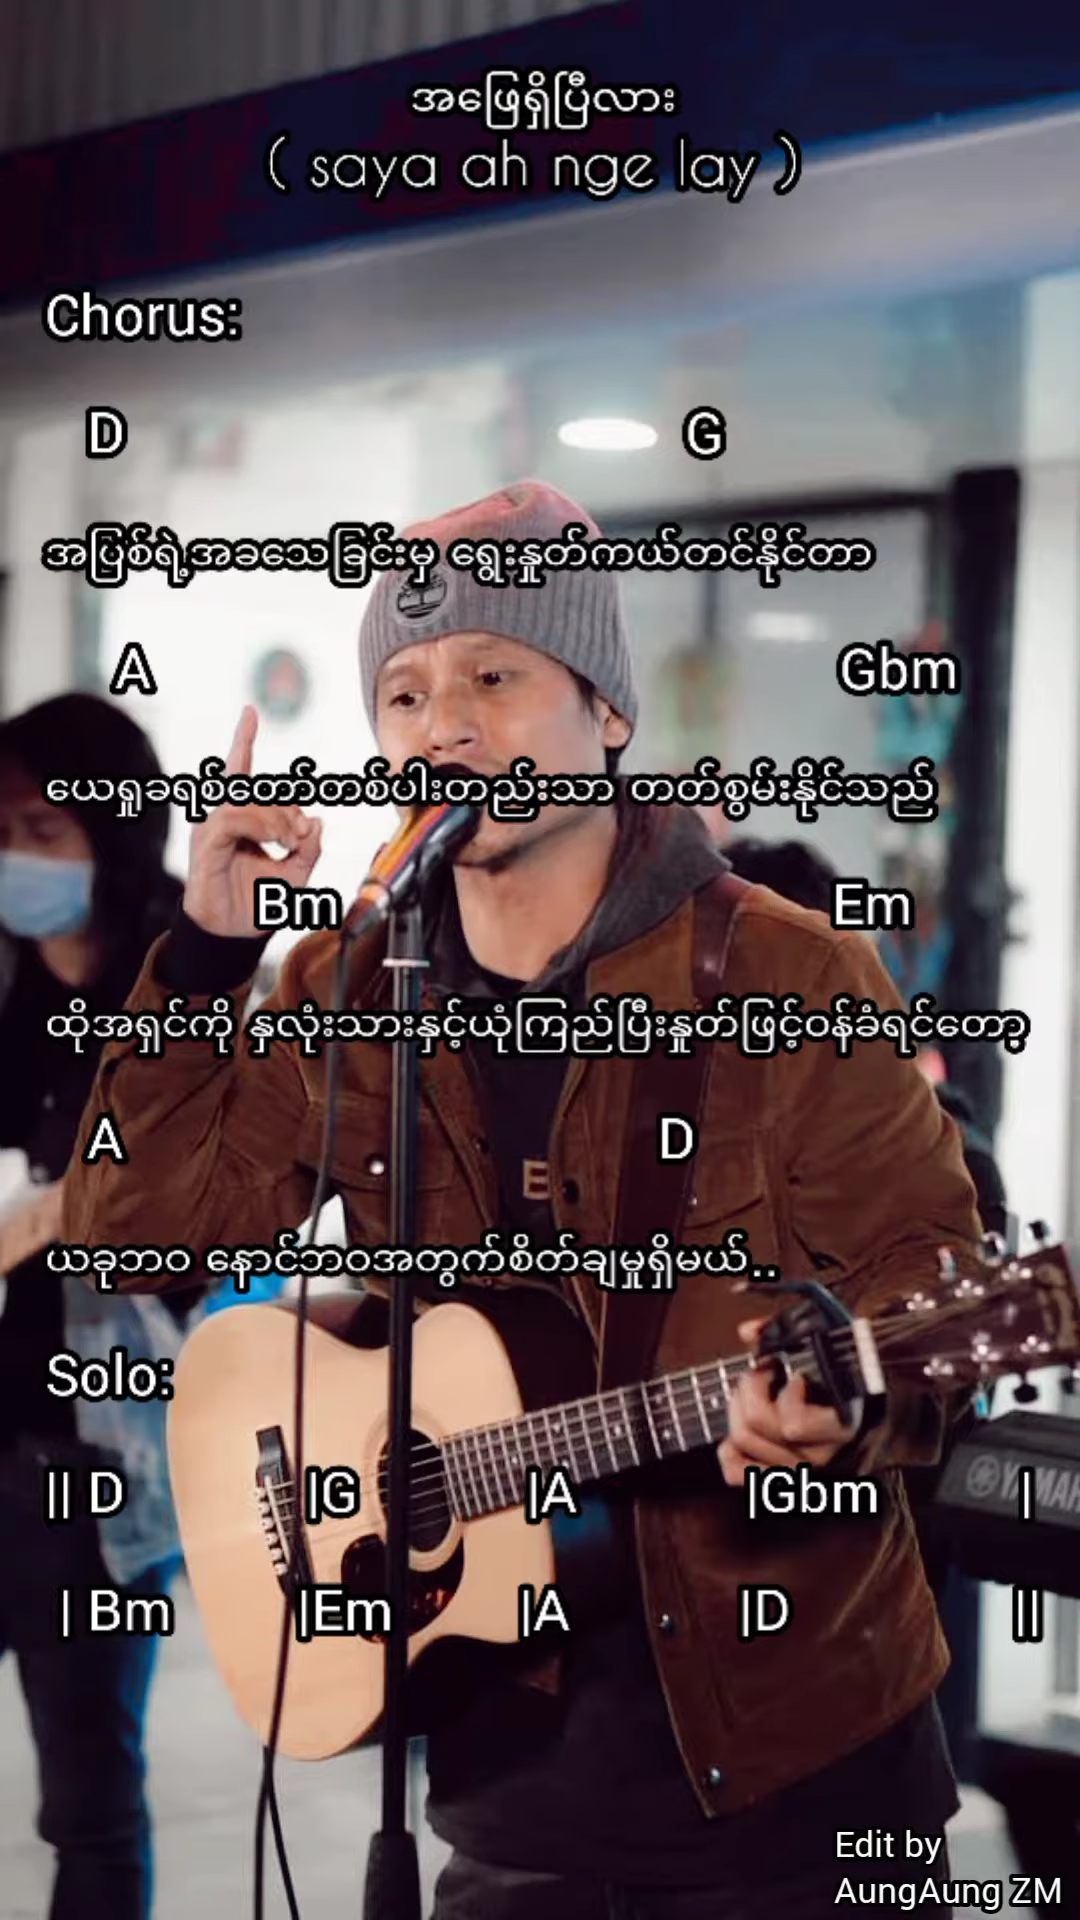 အဖြေရှိပြီလား
( saya ah nge lay )
Chorus:
D G
အပြစ်ရဲ့အခသေခြင်းမှ ရွေးနှုတ်ကယ်တင်နိုင်တာ
A Gbm
ယေရှုခရစ်တော်တစ်ပါးတည်းသာ တတ်စွမ်းနိုင်သည်
Bm Em
ထိုအရှင်ကို နှလုံးသားနှင့်ယုံကြည်ပြီးနှုတ်ဖြင့်ဝန်ခံရင်တော့
A D
ယခုဘဝ နောင်ဘဝအတွက်စိတ်ချမှုရှိမယ်..
Solo:
|| D |G |A |Gbm |
| Bm |Em |A |D ||
YAMAH
Edit by
AungAung ZM